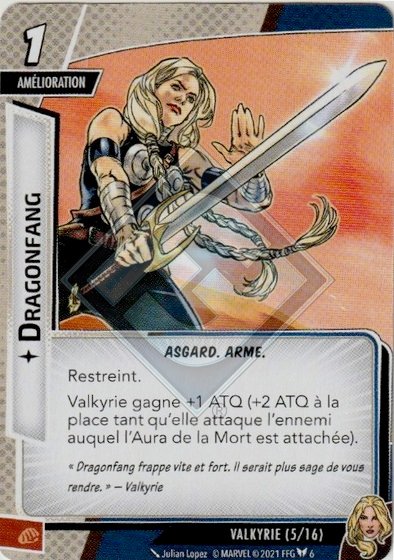 1
AMÉLIORATION
DRAGONFANG
ASGARD. ARME.
Restreint.
Valkyrie gagne +1 ATQ (+2 ATQ à la
place tant qu'elle attaque l'ennemi
auquel l'Aura de la Mort est attachée).
« Dragonfang frappe vite et fort. Il serait plus sage de vous
rendre. » – Valkyrie
VALKYRIE (5/16)
Julian Lopez © MARVEL © 2021 FFG 6